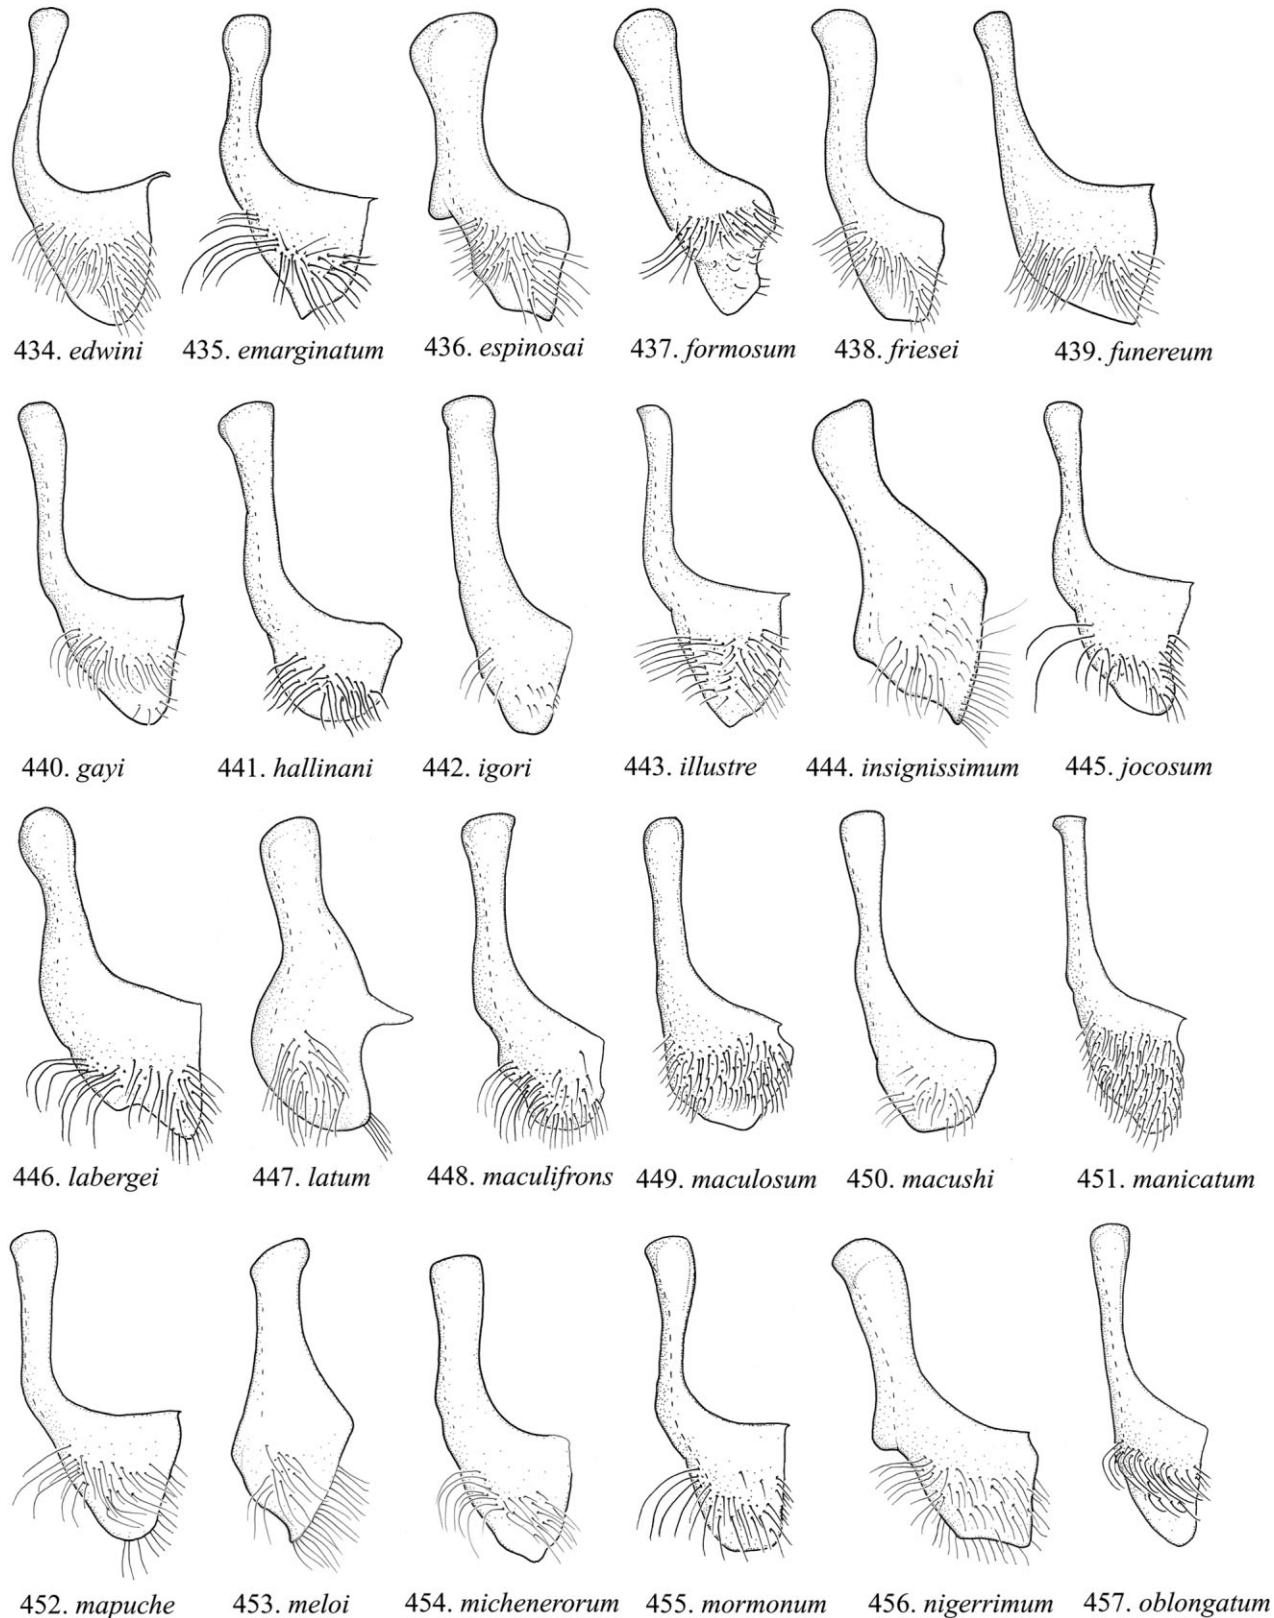 434. edwini 435. emarginatum 436. espinosai 437. formosum 438. friesei 439. funereum
440. gayi 441. hallinani 442. igori 443. illustre 444. insignissimum 445. jocosum
446. labergei 447. latum 448. maculifrons 449. maculosum 450. macushi 451. manicatum
452. mapuche 453. meloi 454. michenerorum 455. mormonum 456. nigerrimum 457. oblongatum